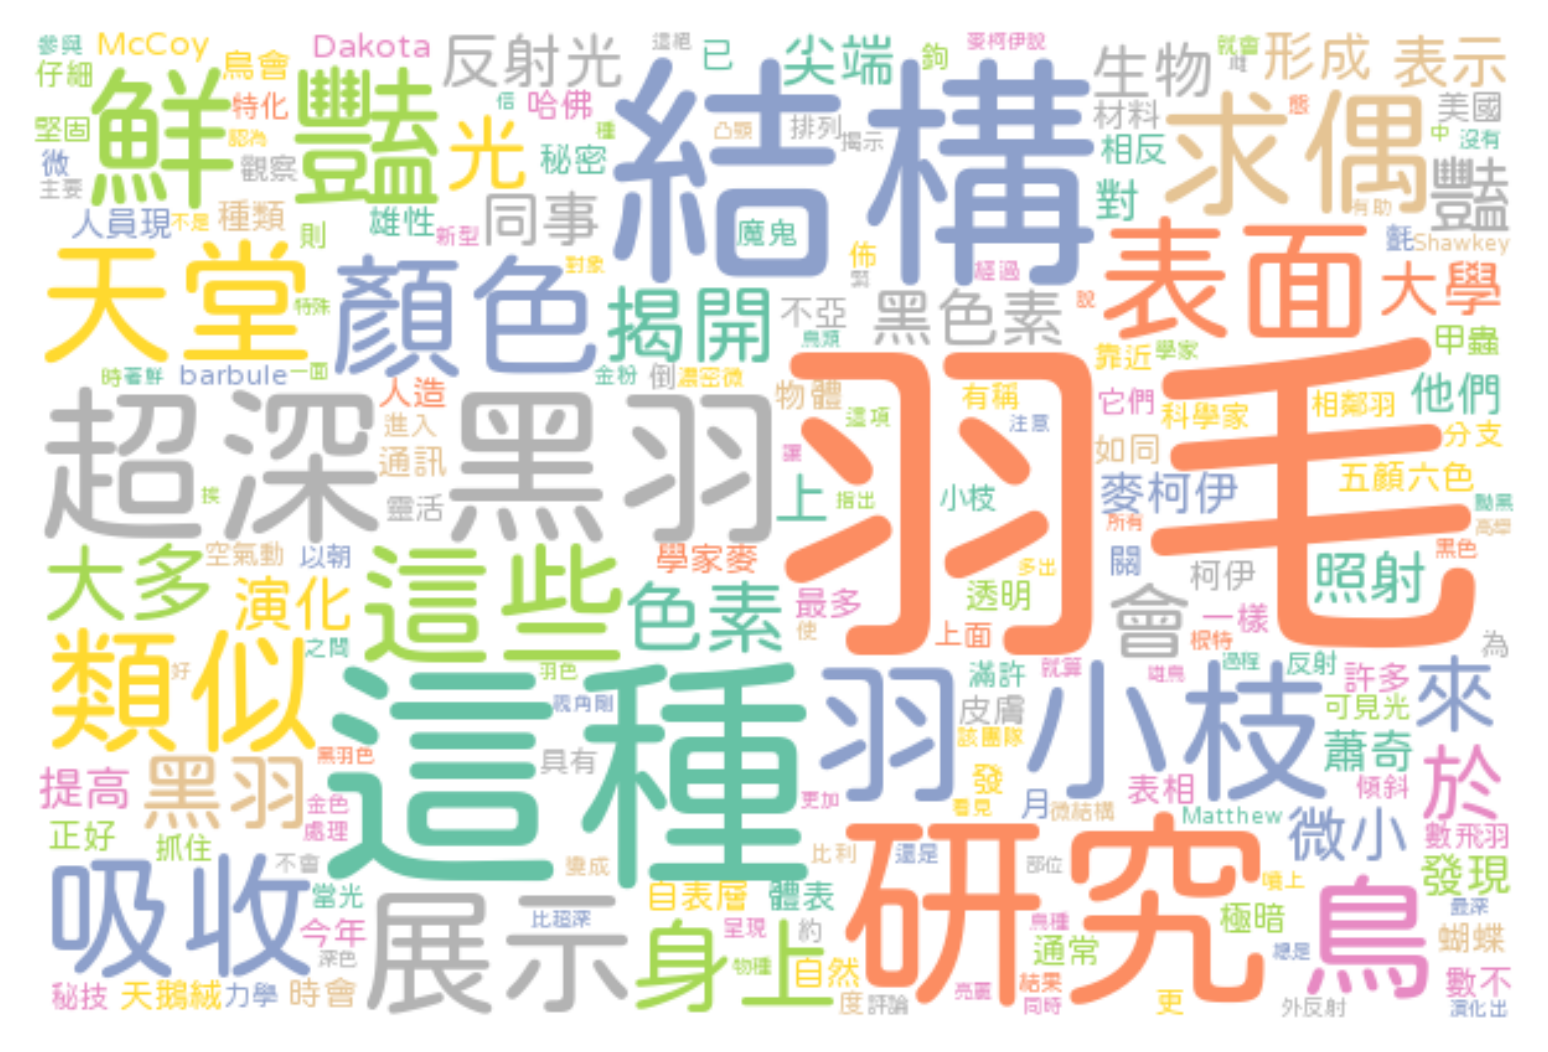 參與 McCoy 鳥會 Dakota 反射光 這絕 已 尖端 鉤 麥柯伊說 生物 就會 形成 表示
仔細 鮮豔 特化 信 哈佛 結構 材料 態 求偶 美國
堅固 認為 光 種 凸顯 排列 揭示 相反 中 沒有
微 觀察 秘密 豔
主要 對 有助
人員現 不是 種類 則 雄性 新型 同事 魔鬼 佈 表面 氈 Shawkey
天堂 顏色 對象 經過 大學
特殊 揭開 不亞 黑色素 說
鳥類 靠近 學家 甲蟲
時著鮮 barbule 一面 金粉 倒 濃密微 羽毛
超深黑羽 人造 物體 有稱 它們 科學家 相鄰羽 他們
進入 這項 注意 如同 分支
通訊 讓 五顏六色
挨 靈活 上 指出 小枝 麥柯伊 黝黑
所有
大多 空氣動 以朝 這些 學家麥 多出 關 柯伊 照射 黑色
演化 色素 最多 透明 會 一樣
類似 之間 使 上面 根特 為
好 羽色 滿許 就算 雄鳥 過程 反射 許多 來
這種 視角剛 羽小枝 皮膚 可見光
黑羽色 具有 該團隊 蕭奇
提高 黑羽 金色 更加 發 表相 傾斜 於
正好 抓住 處理 看見 月 微結構 Matthew 微小 數飛羽
吸收 不會 變成 比利 還是 研究 部位 噴上 鳥 發現
當光 自表層 體表
今年 展示 比超深 身上 呈現 約 鳥種 極暗 最深
深色 物種 自然 通常 總是 蝴蝶
秘技 天鵝絨 力學 時會 度 評論 亮麗 結果 更 數不
同時 外反射 演化出